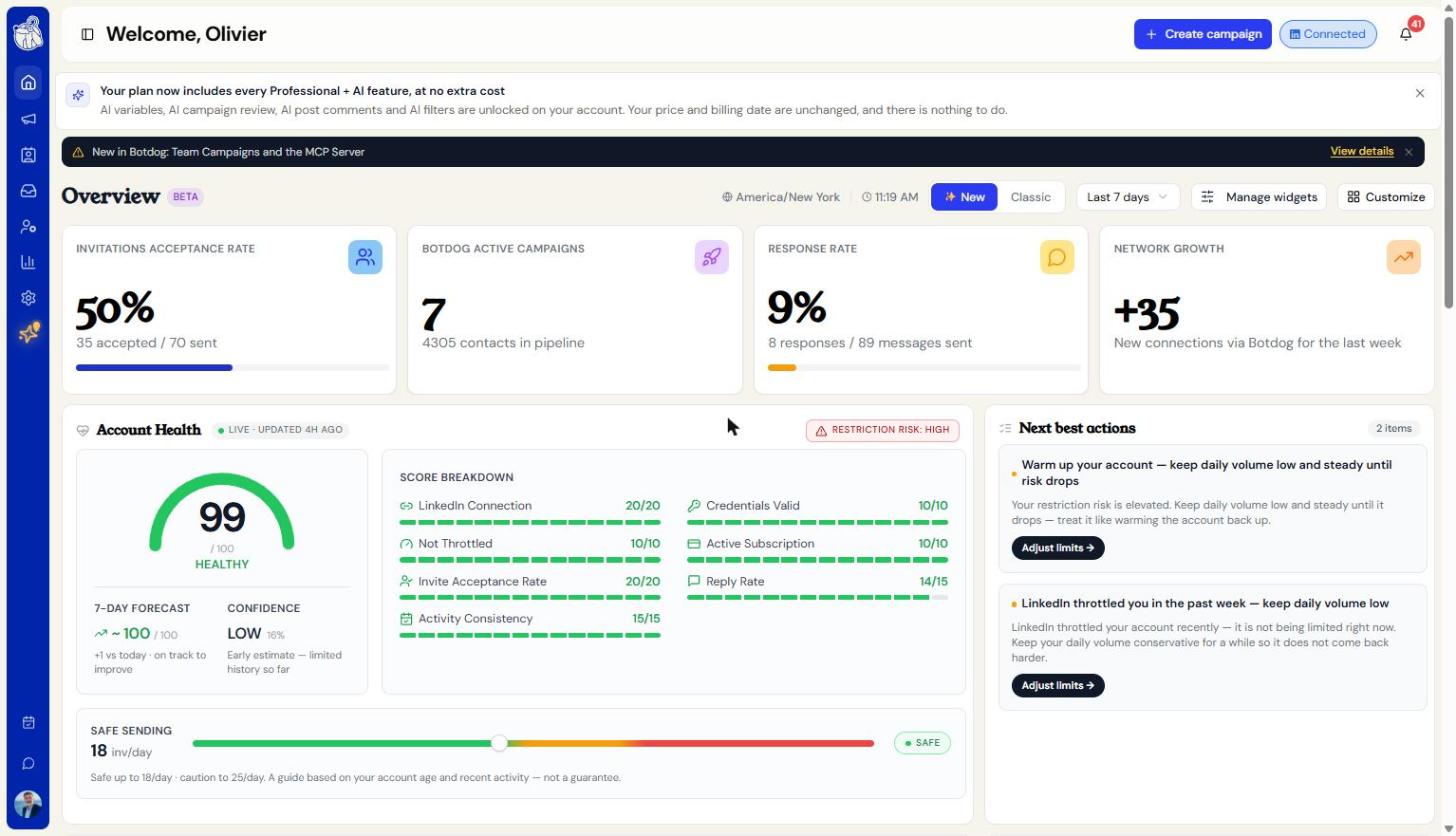 Welcome, Olivier
Create campaign
Connected
41
Your plan now includes every Professional + AI feature, at no extra cost
AI variables, AI campaign review, AI post comments and AI filters are unlocked on your account. Your price and billing date are unchanged, and there is nothing to do.
New in Botdog: Team Campaigns and the MCP Server
View details
Overview BETA
America/New York
11:19 AM
New
Classic
Last 7 days
Manage widgets
Customize
INVITATIONS ACCEPTANCE RATE
50%
35 accepted / 70 sent
BOTDOG ACTIVE CAMPAIGNS
7
4305 contacts in pipeline
RESPONSE RATE
9%
8 responses / 89 messages sent
NETWORK GROWTH
+35
New connections via Botdog for the last week
Account Health
LIVE · UPDATED 4H AGO
RESTRICTION RISK: HIGH
99
/ 100
HEALTHY
7-DAY FORECAST
~ 100 / 100
+1 vs today · on track to
improve
CONFIDENCE
LOW 16%
Early estimate — limited
history so far
SCORE BREAKDOWN
LinkedIn Connection 20/20
Credentials Valid 10/10
Not Throttled 10/10
Active Subscription 10/10
Invite Acceptance Rate 20/20
Reply Rate 14/15
Activity Consistency 15/15
SAFE SENDING
18 inv/day
SAFE
Safe up to 18/day · caution to 25/day. A guide based on your account age and recent activity — not a guarantee.
Next best actions
2 items
Warm up your account — keep daily volume low and steady until
risk drops
Your restriction risk is elevated. Keep daily volume low and steady until it
drops — treat it like warming the account back up.
Adjust limits →
LinkedIn throttled you in the past week — keep daily volume low
LinkedIn throttled your account recently — it is not being limited right now.
Keep your daily volume conservative for a while so it does not come back
harder.
Adjust limits →